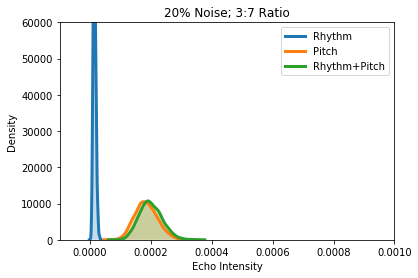 20% Noise; 3:7 Ratio
Rhythm
Pitch
Rhythm+Pitch
60000
50000
40000
30000
20000
10000
0
Density
0.0000 0.0002 0.0004 0.0006 0.0008 0.0010
Echo Intensity